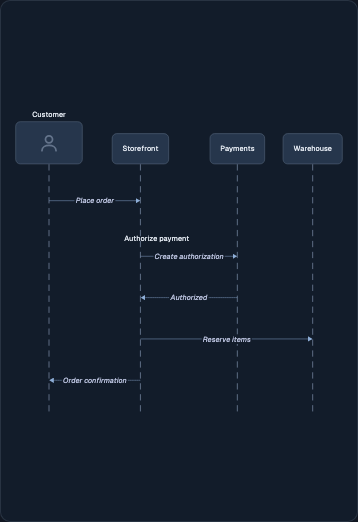 Customer
Storefront
Payments
Warehouse
Place order
Authorize payment
Create authorization
Authorized
Reserve items
Order confirmation